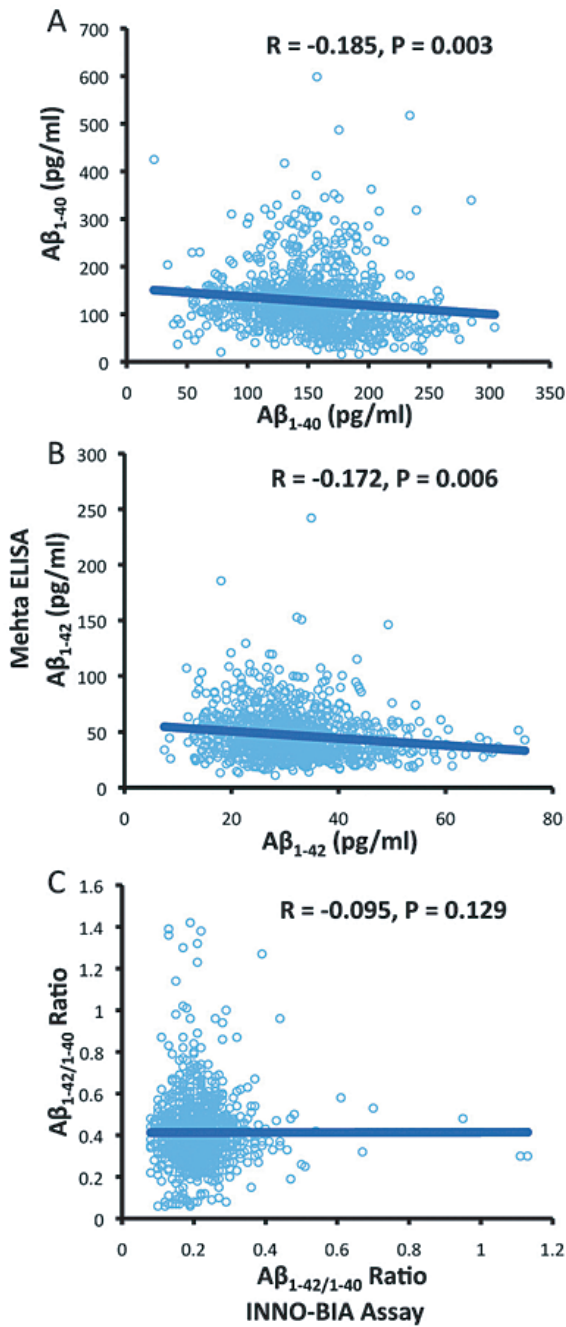 A
R = -0.185, P = 0.003
Aβ1-40 (pg/ml)
700
600
500
400
300
200
100
0
0 50 100 150 200 250 300 350
Aβ1-40 (pg/ml)
B
R = -0.172, P = 0.006
Mehta ELISA
Aβ1-42 (pg/ml)
300
250
200
150
100
50
0
0 20 40 60 80
Aβ1-42 (pg/ml)
C
R = -0.095, P = 0.129
Aβ1-42/1-40 Ratio
1.6
1.4
1.2
1
0.8
0.6
0.4
0.2
0
0 0.2 0.4 0.6 0.8 1 1.2
Aβ1-42/1-40 Ratio
INNO-BIA Assay